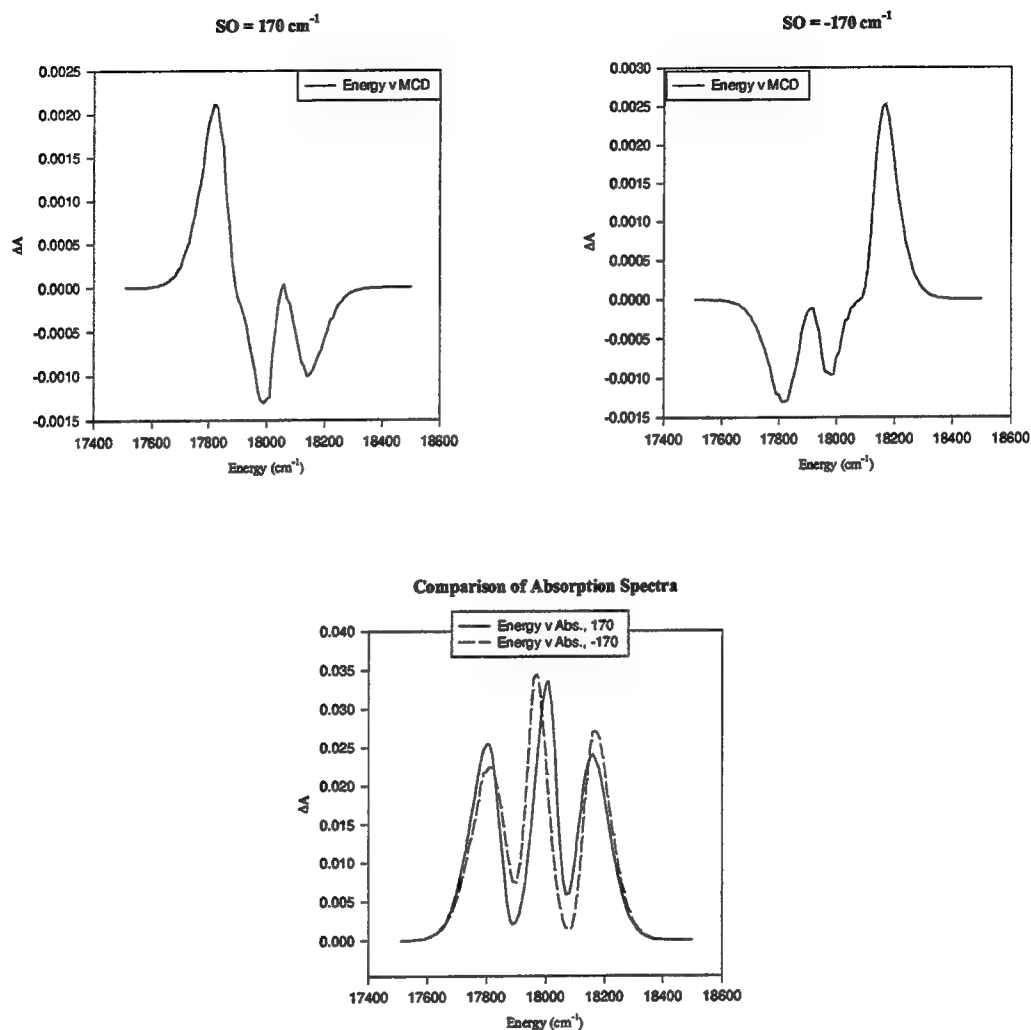 SO = 170 cm⁻¹
SO = -170 cm⁻¹
Energy v MCD
0.0025
0.0020
0.0015
0.0010
0.0005
0.0000
-0.0005
-0.0010
-0.0015
ΔA
17400 17600 17800 18000 18200 18400 18600
Energy (cm⁻¹)
Energy v MCD
0.0030
0.0025
0.0020
0.0015
0.0010
0.0005
0.0000
-0.0005
-0.0010
-0.0015
ΔA
17400 17600 17800 18000 18200 18400 18600
Energy (cm⁻¹)
Comparison of Absorption Spectra
Energy v Abs., 170
Energy v Abs., -170
0.040
0.035
0.030
0.025
0.020
0.015
0.010
0.005
0.000
ΔA
17400 17600 17800 18000 18200 18400 18600
Energy (cm⁻¹)